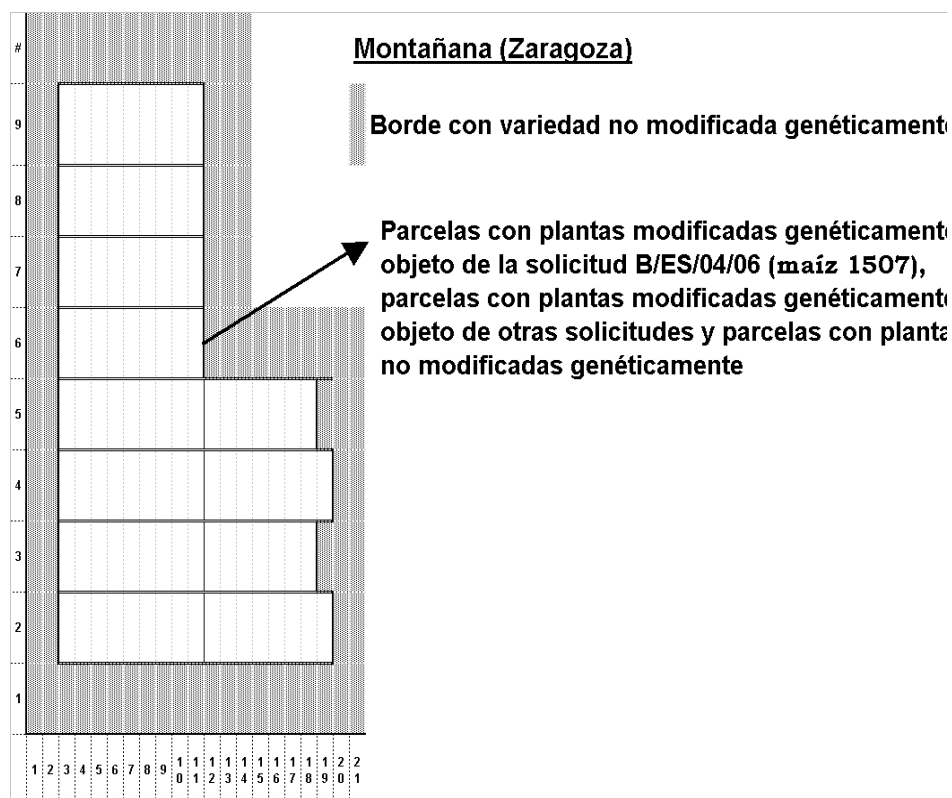 Montañana (Zaragoza)
Borde con variedad no modificada genéticamente
Parcelas con plantas modificadas genéticamente
objeto de la solicitud B/ES/04/06 (maíz 1507),
parcelas con plantas modificadas genéticamente
objeto de otras solicitudes y parcelas con planta
no modificadas genéticamente
#
9
8
7
6
5
4
3
2
1
1 2 3 4 5 6 7 8 9 10 11 12 13 14 15 16 17 18 19 20 21